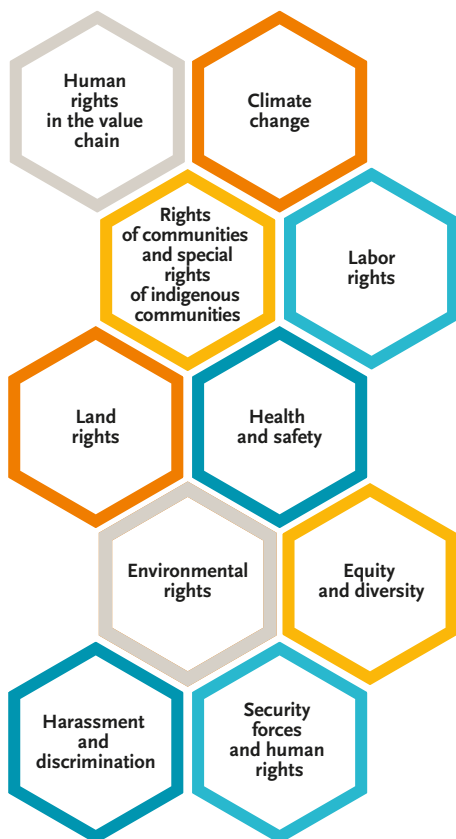 Human
rights
in the value
chain
Climate
change
Rights
of communities
and special
rights
of indigenous
communities
Labor
rights
Land
rights
Health
and safety
Environmental
rights
Equity
and diversity
Harassment
and
discrimination
Security
forces
and human
rights